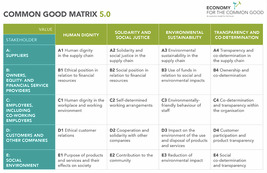 ECONOMY
FOR THE COMMON GOOD
COMMON GOOD MATRIX 5.0
VALUE
STAKEHOLDER
HUMAN DIGNITY
SOLIDARITY AND
SOCIAL JUSTICE
ENVIRONMENTAL
SUSTAINABILITY
TRANSPARENCY AND
CO-DETERMINATION
A:
SUPPLIERS
A1 Human dignity
in the supply chain
A2 Solidarity and
social justice in the
supply chain
A3 Environmental
sustainability in the
supply chain
A4 Transparency and
co-determination in
the supply chain
B:
OWNERS,
EQUITY- AND
FINANCIAL SERVICE
PROVIDERS
B1 Ethical position in
relation to financial
resources
B2 Social position in
relation to financial
resources
B3 Use of funds in
relation to social and
environmental impacts
B4 Ownership and
co-determination
C:
EMPLOYEES,
INCLUDING
CO-WORKING
EMPLOYERS
C1 Human dignity in the
workplace and working
environment
C2 Self-determined
working arrangements
C3 Environmentally-
friendly behaviour of
staff
C4 Co-determination
and transparency within
the organisation
D:
CUSTOMERS AND
OTHER COMPANIES
D1 Ethical customer
relations
D2 Cooperation and
solidarity with other
companies
D3 Impact on the
environment of the use
and disposal of products
and services
D4 Customer
participation and
product transparency
E:
SOCIAL
ENVIRONMENT
E1 Purpose of products
and services and their
effects on society
E2 Contribution to the
community
E3 Reduction of
environmental impact
E4 Social
co-determination
and transparency